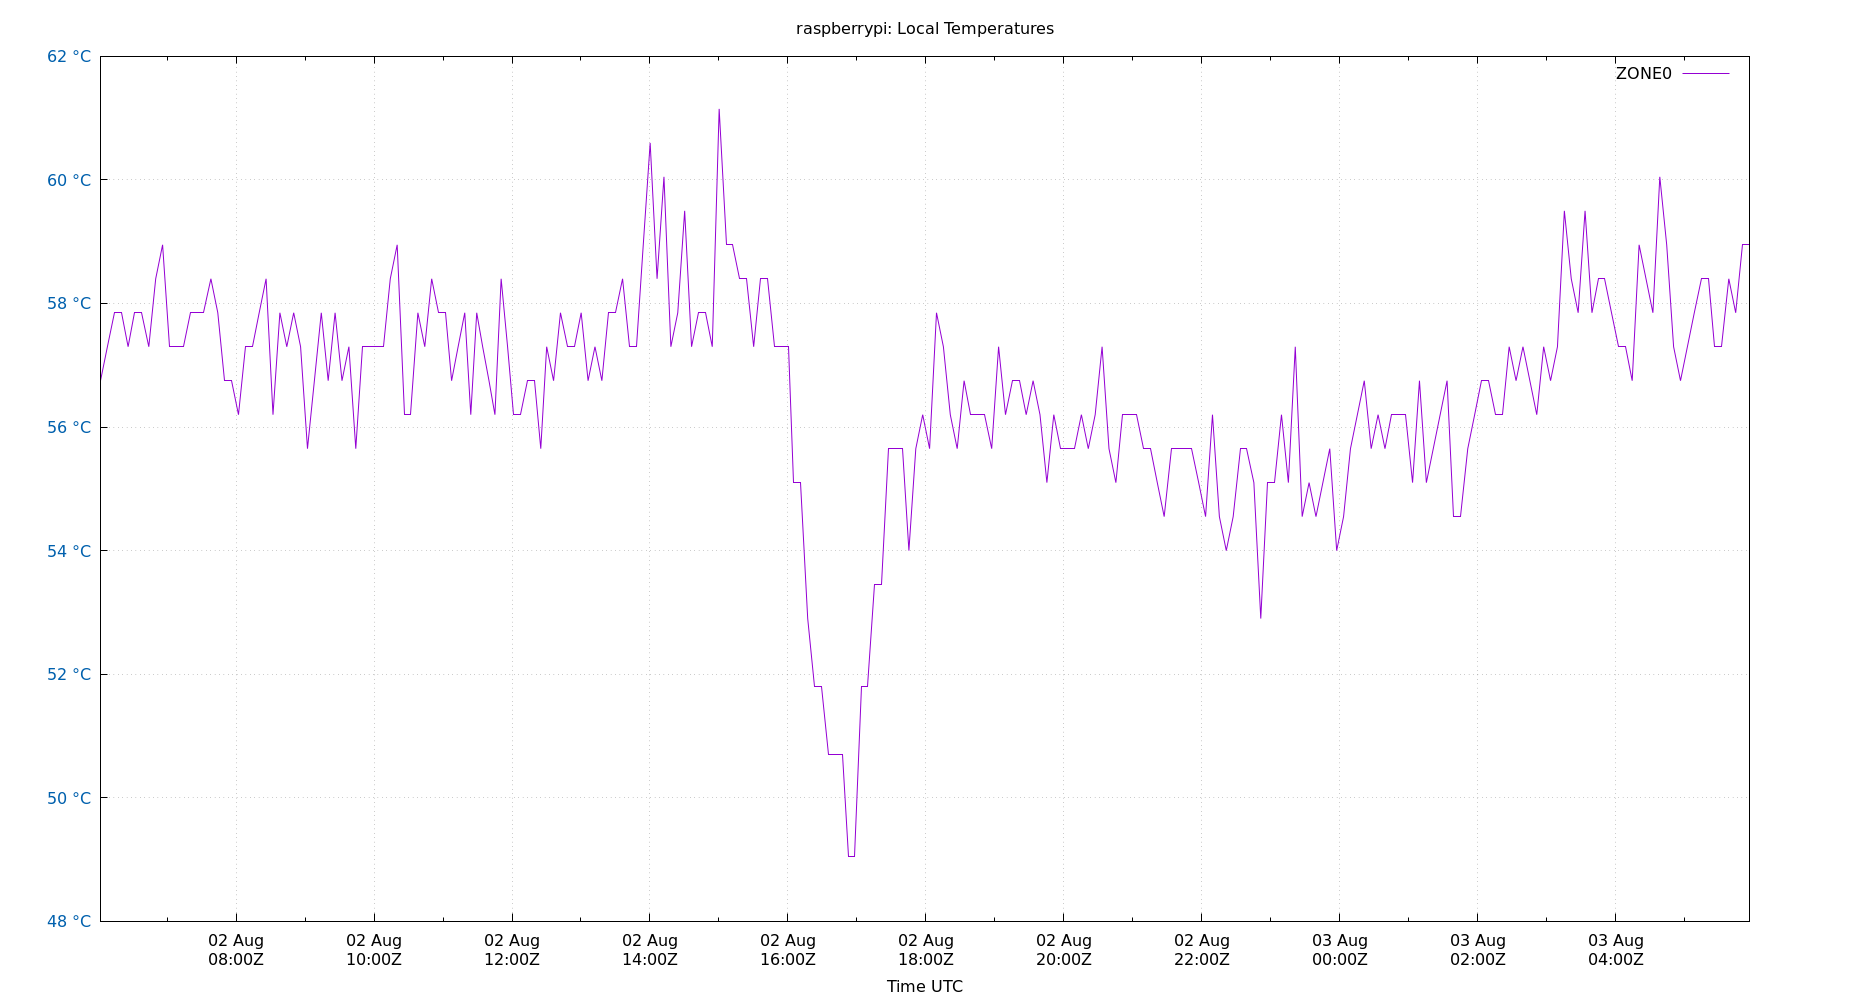 raspberrypi: Local Temperatures
62 °C
ZONE0
60 °C
58 °C
56 °C
54 °C
52 °C
50 °C
48 °C
02 Aug 02 Aug 02 Aug 02 Aug 02 Aug 02 Aug 02 Aug 02 Aug 03 Aug 03 Aug 03 Aug
08:00Z 10:00Z 12:00Z 14:00Z 16:00Z 18:00Z 20:00Z 22:00Z 00:00Z 02:00Z 04:00Z
Time UTC